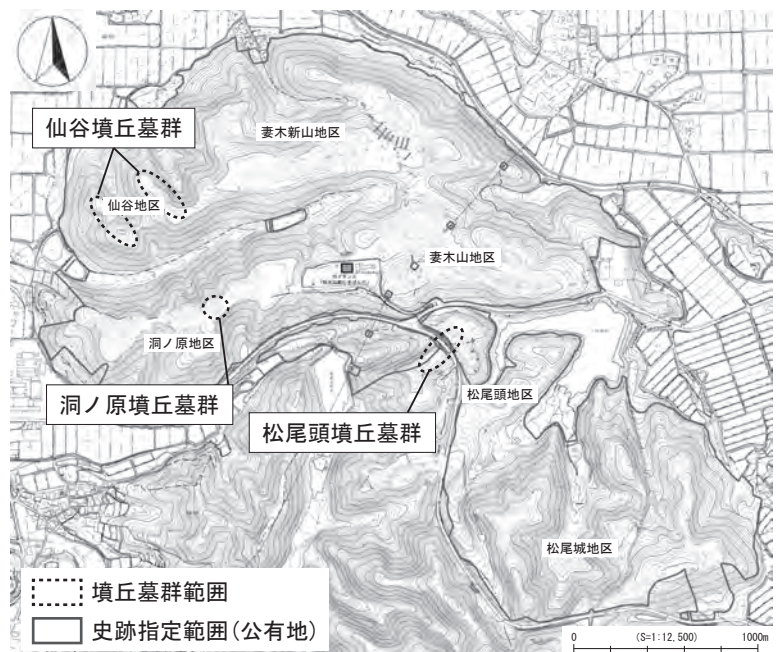 仙谷墳丘墓群
妻木新山地区
仙谷地区
妻木山地区
洞ノ原地区
洞ノ原墳丘墓群
松尾頭地区
松尾頭墳丘墓群
松尾城地区
墳丘墓群範囲
史跡指定範囲(公有地)
0 (S=1:12,500) 1000m